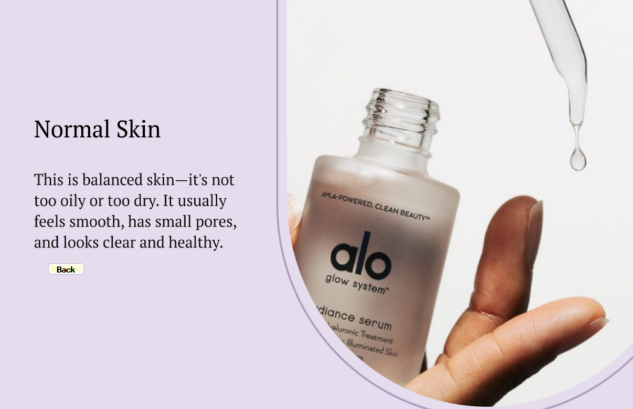 Normal Skin
This is balanced skin—it's not
too oily or too dry. It usually
feels smooth, has small pores,
and looks clear and healthy.
Back
AMLA-POWERED, CLEAN BEAUTY™
alo
glow system™
diance serum
aluronic Treatment
Illuminated Skin